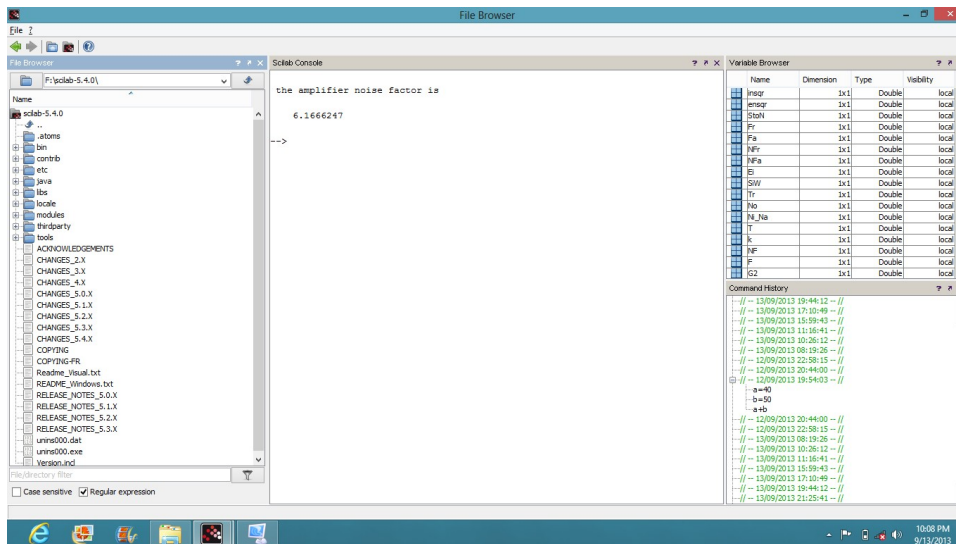 File Browser
File ?
File Browser
F:\scilab-5.4.0\
Name
scilab-5.4.0
..
.atoms
bin
contrib
etc
java
libs
locale
modules
thirdparty
tools
ACKNOWLEDGEMENTS
CHANGES_2.X
CHANGES_3.X
CHANGES_4.X
CHANGES_5.0.X
CHANGES_5.1.X
CHANGES_5.2.X
CHANGES_5.3.X
CHANGES_5.4.X
COPYING
COPYING-FR
Readme_Visual.txt
README_Windows.txt
RELEASE_NOTES_5.0.X
RELEASE_NOTES_5.1.X
RELEASE_NOTES_5.2.X
RELEASE_NOTES_5.3.X
unins000.dat
unins000.exe
Version.incl
File/directory filter
Case sensitive Regular expression
Scilab Console
the amplifier noise factor is
6.1666247
-->
Variable Browser
Name Dimension Type Visibility
insqr 1x1 Double local
ensqr 1x1 Double local
StoN 1x1 Double local
Fr 1x1 Double local
Fa 1x1 Double local
NFr 1x1 Double local
NFa 1x1 Double local
Ei 1x1 Double local
SiW 1x1 Double local
Tr 1x1 Double local
No 1x1 Double local
Ni_Na 1x1 Double local
T 1x1 Double local
k 1x1 Double local
NF 1x1 Double local
F 1x1 Double local
G2 1x1 Double local
Command History
// -- 13/09/2013 19:44:12 -- //
// -- 13/09/2013 17:10:49 -- //
// -- 13/09/2013 15:59:43 -- //
// -- 13/09/2013 11:16:41 -- //
// -- 13/09/2013 10:26:12 -- //
// -- 13/09/2013 08:19:26 -- //
// -- 12/09/2013 22:58:15 -- //
// -- 12/09/2013 20:44:00 -- //
// -- 12/09/2013 19:54:03 -- //
a=40
b=50
a+b
// -- 12/09/2013 20:44:00 -- //
// -- 12/09/2013 22:58:15 -- //
// -- 13/09/2013 08:19:26 -- //
// -- 13/09/2013 10:26:12 -- //
// -- 13/09/2013 11:16:41 -- //
// -- 13/09/2013 15:59:43 -- //
// -- 13/09/2013 17:10:49 -- //
// -- 13/09/2013 19:44:12 -- //
// -- 13/09/2013 21:25:41 -- //
10:08 PM
9/13/2013